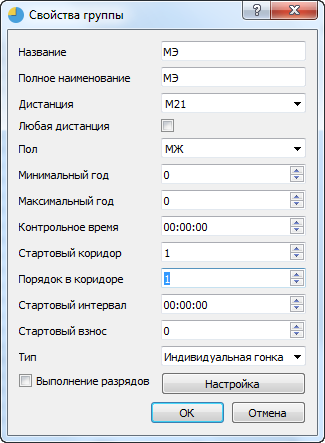 Свойства группы
Название МЭ
Полное наименование МЭ
Дистанция М21
Любая дистанция
Пол МЖ
Минимальный год 0
Максимальный год 0
Контрольное время 00:00:00
Стартовый коридор 1
Порядок в коридоре 1
Стартовый интервал 00:00:00
Стартовый взнос 0
Тип Индивидуальная гонка
Выполнение разрядов Настройка
OK Отмена